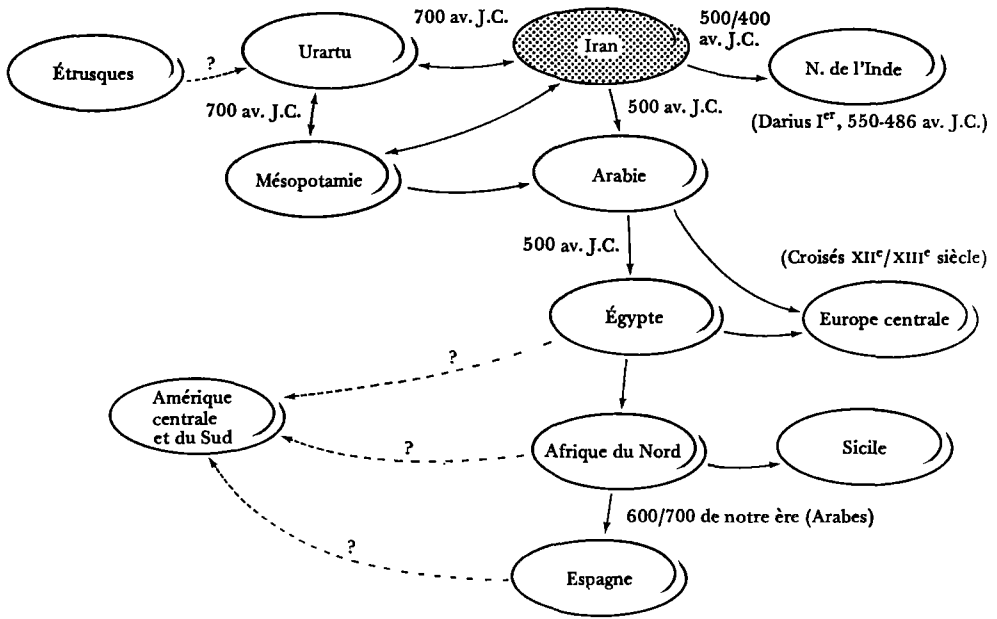 700 av. J.C.
500/400
av. J.C.
Urartu
Iran
?
Étrusques
N. de l'Inde
700 av. J.C.
500 av. J.C.
(Darius Ier, 550-486 av. J.C.)
Mésopotamie
Arabie
500 av. J.C.
(Croisés XIIe/XIIIe siècle)
Égypte
Europe centrale
?
Amérique
centrale
et du Sud
?
Afrique du Nord
Sicile
600/700 de notre ère (Arabes)
?
Espagne